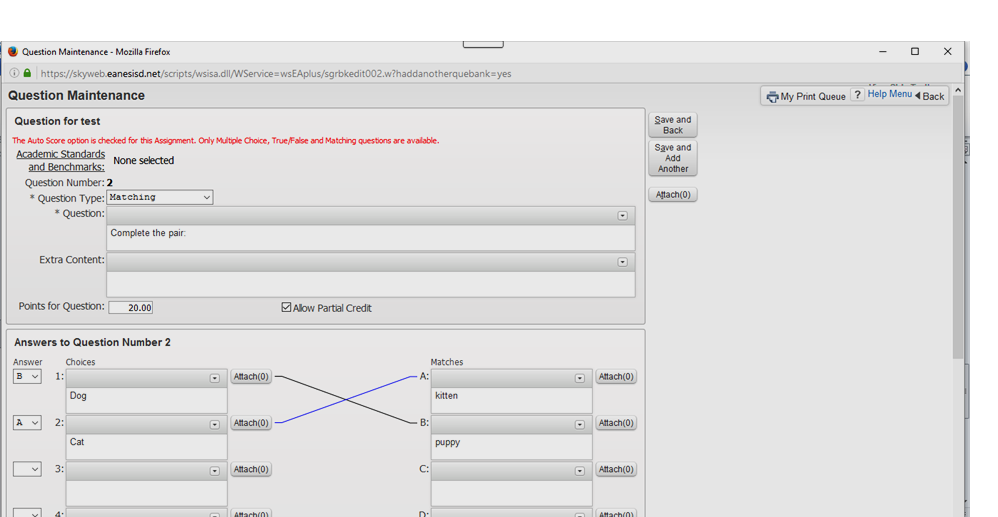 Question Maintenance - Mozilla Firefox
https://skyweb.eanesisd.net/scripts/wsisa.dll/WService=wsEAplus/sgrbkedit002.w?haddanotherquebank=yes
Question Maintenance
My Print Queue ? Help Menu Back
Question for test
The Auto Score option is checked for this Assignment. Only Multiple Choice, True/False and Matching questions are available.
Academic Standards and Benchmarks: None selected
Question Number: 2
* Question Type: Matching
* Question:
Complete the pair:
Extra Content:
Points for Question: 20.00 Allow Partial Credit
Save and Back
Save and Add Another
Attach(0)
Answers to Question Number 2
Answer Choices Matches
B 1: Attach(0) A: Attach(0)
Dog kitten
A 2: Attach(0) B: Attach(0)
Cat puppy
3: Attach(0) C: Attach(0)
4: Attach(0) D: Attach(0)